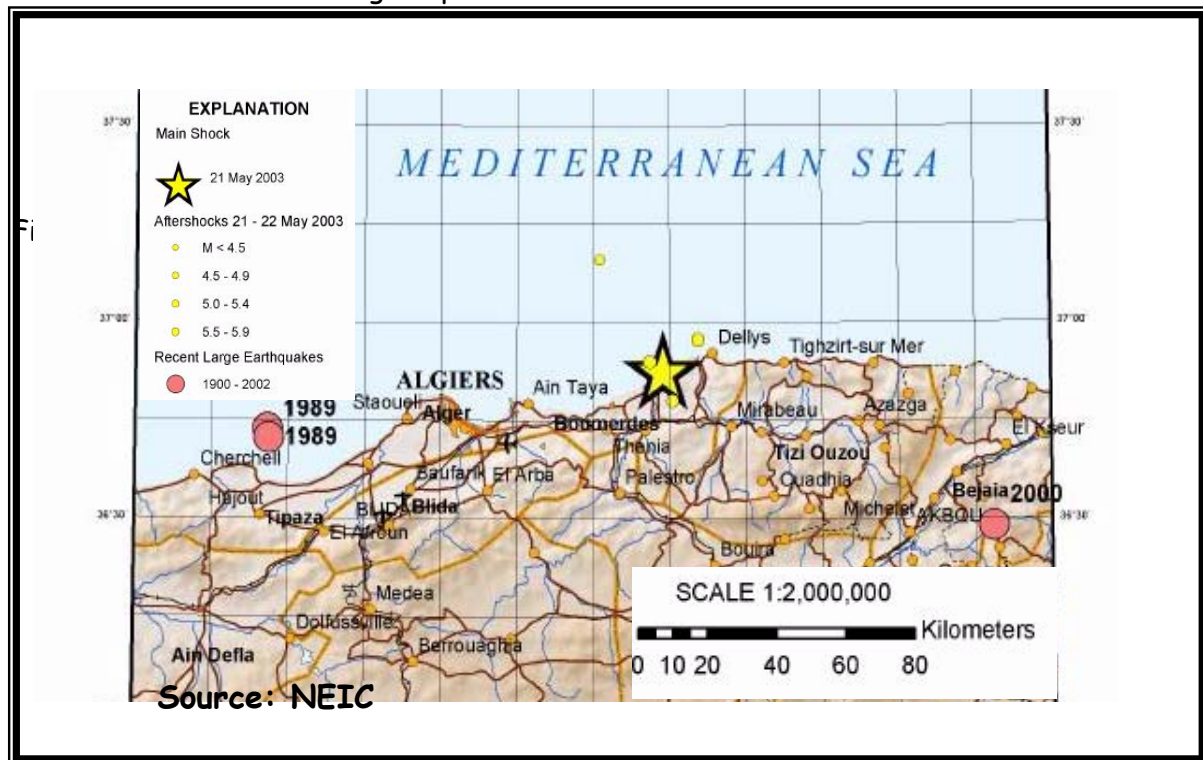 EXPLANATION
Main Shock
21 May 2003
Aftershocks 21 - 22 May 2003
M < 4.5
4.5 - 4.9
5.0 - 5.4
5.5 - 5.9
Recent Large Earthquakes
1900 - 2002
37°30'
37°30'
MEDITERRANEAN SEA
37°00'
37°00'
Dellys
Tighzirt-sur Mer
ALGIERS
Ain Taya
1989
Staoueli
Alger
Boumerdes
Mirabeau
Azazga
1989
El Kseur
Cherchell
Thenia
Tizi Ouzou
Baufarik
El Arba
Palestro
Ouadhia
Hajout
Blida
Michelet
AKBOU
Bejaia
2000
Tipaza
36°30'
36°30'
El Afroun
Bouira
Medea
Dolfusville
Ain Defla
Berrouaghia
SCALE 1:2,000,000
Kilometers
0 10 20 40 60 80
Source: NEIC